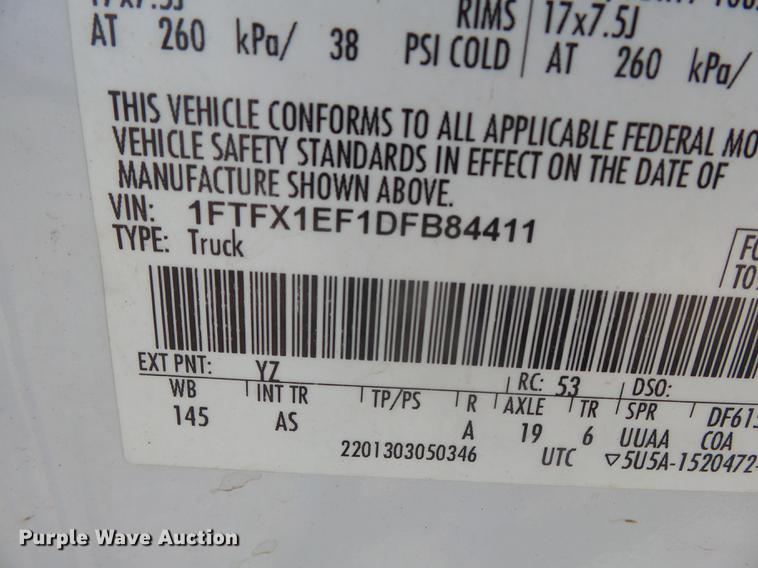 RIMS 17x7.5J
AT 260 kPa/ 38 PSI COLD AT 260 kPa/
THIS VEHICLE CONFORMS TO ALL APPLICABLE FEDERAL MO
VEHICLE SAFETY STANDARDS IN EFFECT ON THE DATE OF
MANUFACTURE SHOWN ABOVE.
VIN: 1FTFX1EF1DFB84411
TYPE: Truck
TO
EXT PNT: YZ RC: 53 DSO:
WB INT TR TP/PS R AXLE TR SPR DF61
145 AS A 19 6 UUAA COA
2201303050346 UTC ▽5U5A-1520472-
Purple Wave Auction